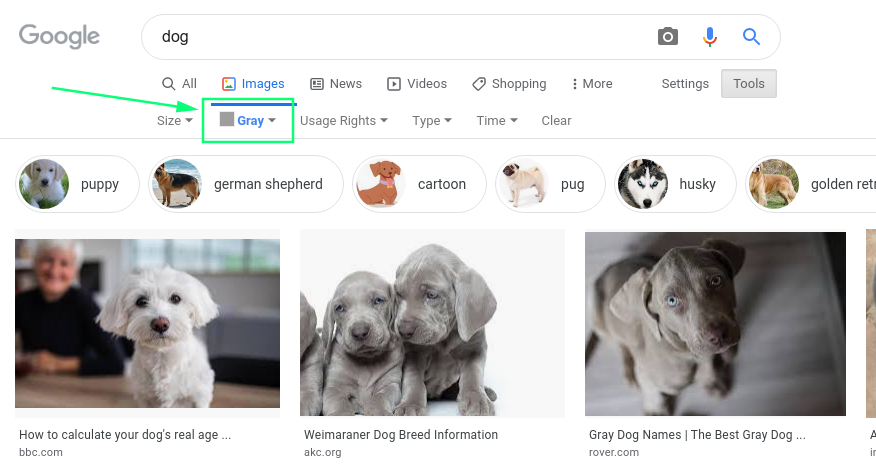 Google
dog
All Images News Videos Shopping More Settings Tools
Size Gray Usage Rights Type Time Clear
puppy german shepherd cartoon pug husky golden retr
How to calculate your dog's real age ... Weimaraner Dog Breed Information Gray Dog Names | The Best Gray Dog ... A
bbc.com akc.org rover.com in